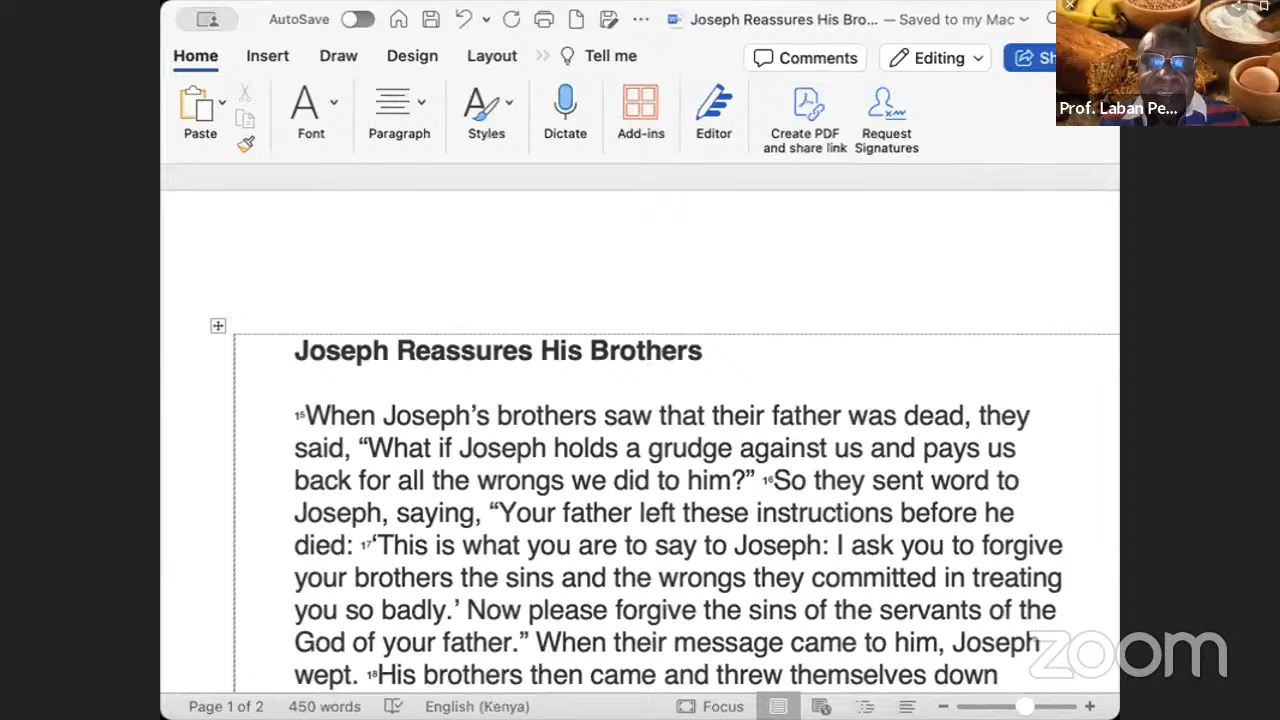 AutoSave
Joseph Reassures His Bro... — Saved to my Mac
Home Insert Draw Design Layout Tell me
Comments Editing Sh
Prof. Laban Pe...
Paste Font Paragraph Styles Dictate Add-ins Editor Create PDF and share link Request Signatures
Joseph Reassures His Brothers
15When Joseph’s brothers saw that their father was dead, they
said, “What if Joseph holds a grudge against us and pays us
back for all the wrongs we did to him?” 16So they sent word to
Joseph, saying, “Your father left these instructions before he
died: 17‘This is what you are to say to Joseph: I ask you to forgive
your brothers the sins and the wrongs they committed in treating
you so badly.’ Now please forgive the sins of the servants of the
God of your father.” When their message came to him, Joseph
wept. 18His brothers then came and threw themselves down
zoom
Page 1 of 2 450 words English (Kenya) Focus